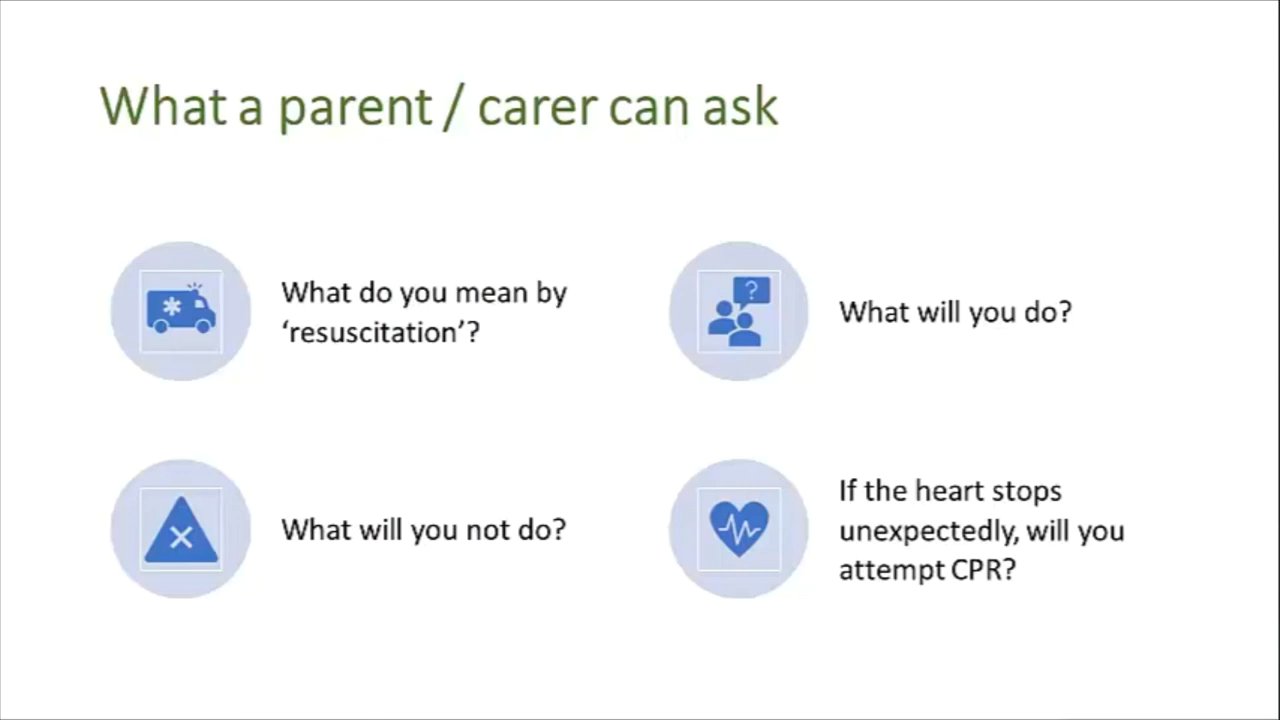 What a parent / carer can ask
What do you mean by
‘resuscitation’?
?
What will you do?
What will you not do?
If the heart stops
unexpectedly, will you
attempt CPR?